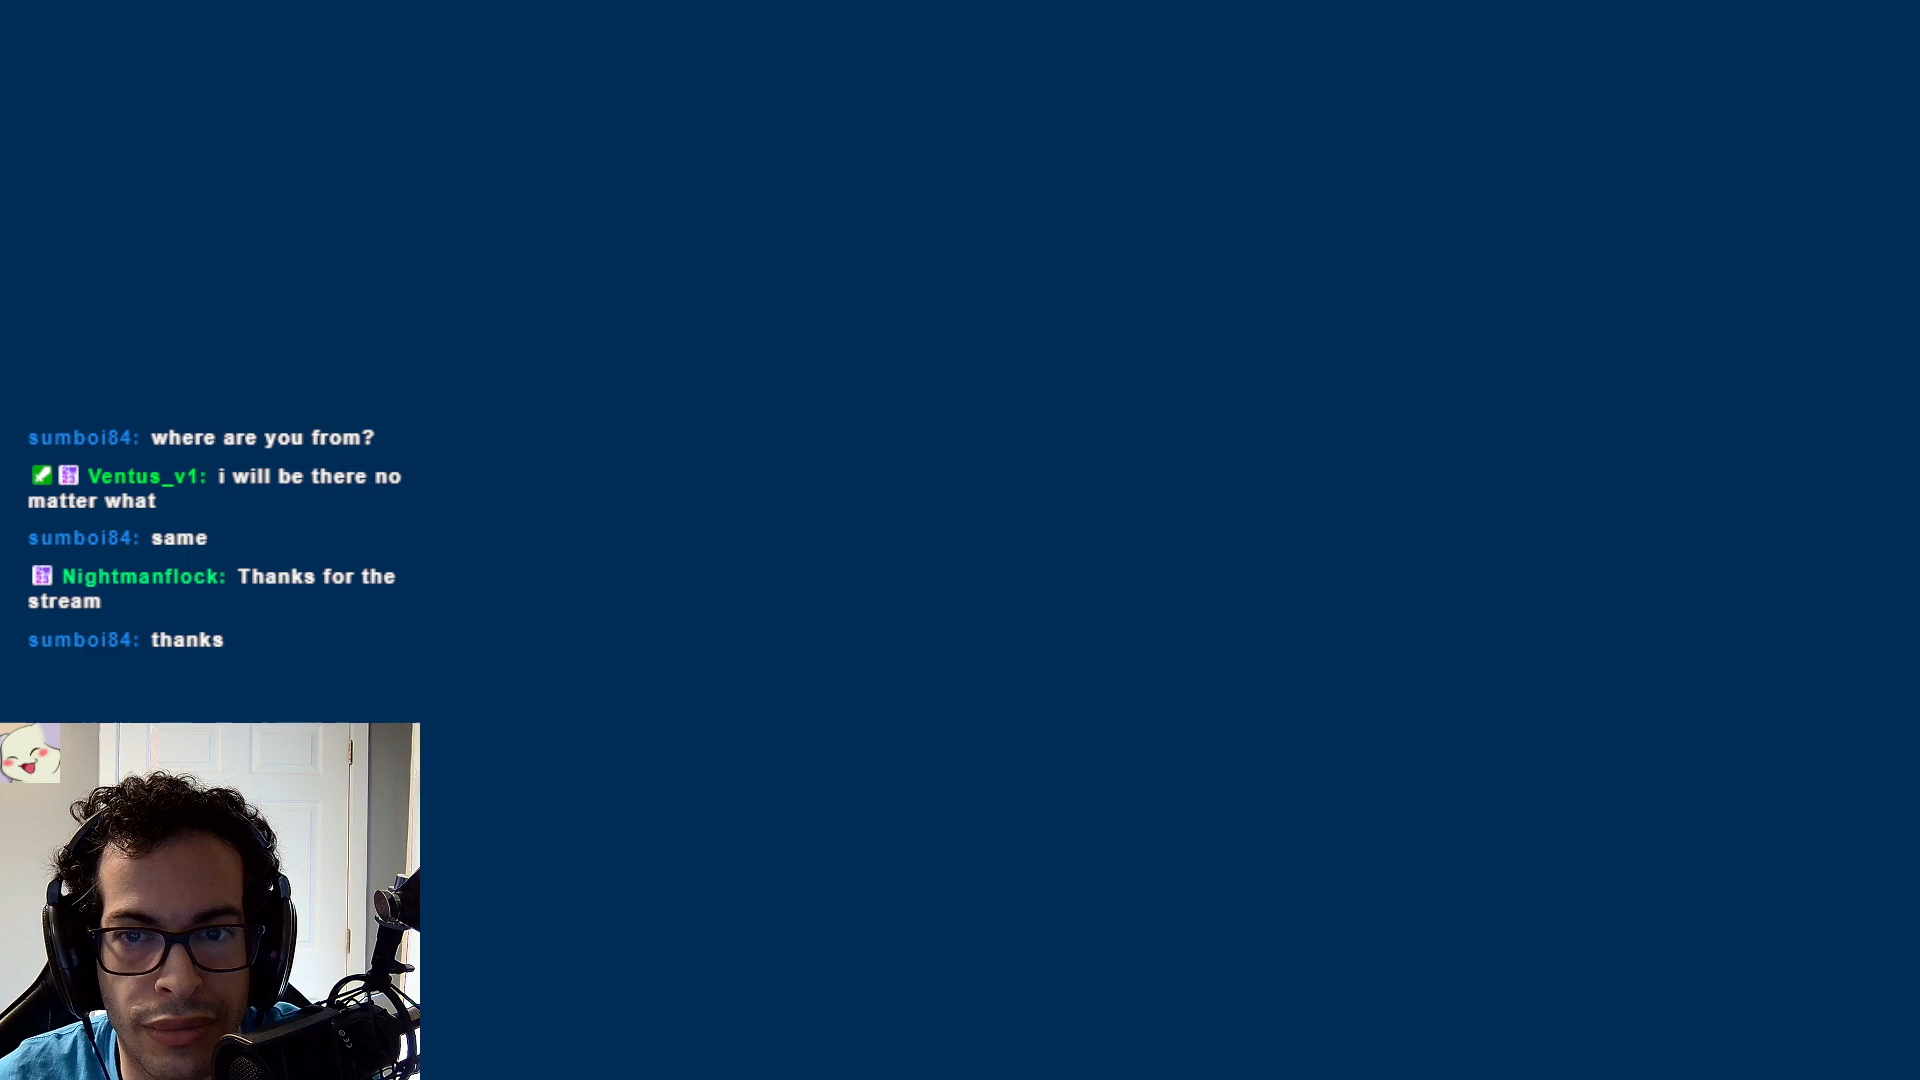 sumboi84: where are you from?
Ventus_v1: i will be there no
matter what
sumboi84: same
Nightmanflock: Thanks for the
stream
sumboi84: thanks